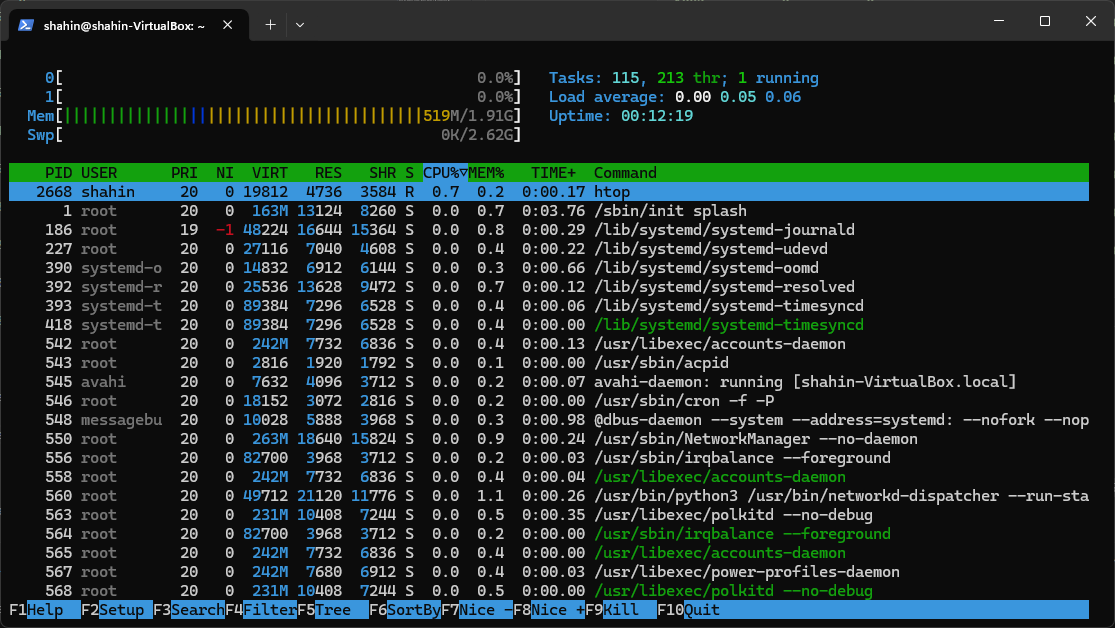 shahin@shahin-VirtualBox: ~
0[ 0.0%] Tasks: 115, 213 thr; 1 running
1[ 0.0%] Load average: 0.00 0.05 0.06
Mem[||||||||||||||||||||||||||||||||||||||||519M/1.91G] Uptime: 00:12:19
Swp[ 0K/2.62G]
PID USER PRI NI VIRT RES SHR S CPU%▽MEM% TIME+ Command
2668 shahin 20 0 19812 4736 3584 R 0.7 0.2 0:00.17 htop
1 root 20 0 163M 13124 8260 S 0.0 0.7 0:03.76 /sbin/init splash
186 root 19 -1 48224 16644 15364 S 0.0 0.8 0:00.29 /lib/systemd/systemd-journald
227 root 20 0 27116 7040 4608 S 0.0 0.4 0:00.22 /lib/systemd/systemd-udevd
390 systemd-o 20 0 14832 6912 6144 S 0.0 0.3 0:00.66 /lib/systemd/systemd-oomd
392 systemd-r 20 0 25536 13628 9472 S 0.0 0.7 0:00.12 /lib/systemd/systemd-resolved
393 systemd-t 20 0 89384 7296 6528 S 0.0 0.4 0:00.06 /lib/systemd/systemd-timesyncd
418 systemd-t 20 0 89384 7296 6528 S 0.0 0.4 0:00.00 /lib/systemd/systemd-timesyncd
542 root 20 0 242M 7732 6836 S 0.0 0.4 0:00.13 /usr/libexec/accounts-daemon
543 root 20 0 2816 1920 1792 S 0.0 0.1 0:00.00 /usr/sbin/acpid
545 avahi 20 0 7632 4096 3712 S 0.0 0.2 0:00.07 avahi-daemon: running [shahin-VirtualBox.local]
546 root 20 0 18152 3072 2816 S 0.0 0.2 0:00.00 /usr/sbin/cron -f -P
548 messagebu 20 0 10028 5888 3968 S 0.0 0.3 0:00.98 @dbus-daemon --system --address=systemd: --nofork --nop
550 root 20 0 263M 18640 15824 S 0.0 0.9 0:00.24 /usr/sbin/NetworkManager --no-daemon
556 root 20 0 82700 3968 3712 S 0.0 0.2 0:00.03 /usr/sbin/irqbalance --foreground
558 root 20 0 242M 7732 6836 S 0.0 0.4 0:00.04 /usr/libexec/accounts-daemon
560 root 20 0 49712 21120 11776 S 0.0 1.1 0:00.26 /usr/bin/python3 /usr/bin/networkd-dispatcher --run-sta
563 root 20 0 231M 10408 7244 S 0.0 0.5 0:00.35 /usr/libexec/polkitd --no-debug
564 root 20 0 82700 3968 3712 S 0.0 0.2 0:00.00 /usr/sbin/irqbalance --foreground
565 root 20 0 242M 7732 6836 S 0.0 0.4 0:00.00 /usr/libexec/accounts-daemon
567 root 20 0 242M 7680 6912 S 0.0 0.4 0:00.03 /usr/libexec/power-profiles-daemon
568 root 20 0 231M 10408 7244 S 0.0 0.5 0:00.00 /usr/libexec/polkitd --no-debug
F1Help F2Setup F3SearchF4FilterF5Tree F6SortByF7Nice -F8Nice +F9Kill F10Quit